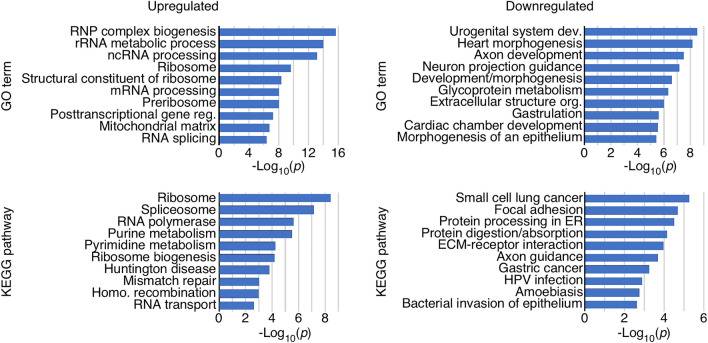 Upregulated
GO term
RNP complex biogenesis
rRNA metabolic process
ncRNA processing
Ribosome
Structural constituent of ribosome
mRNA processing
Preribosome
Posttranscriptional gene reg.
Mitochondrial matrix
RNA splicing
0 4 8 12 16
-Log10(p)
Downregulated
GO term
Urogenital system dev.
Heart morphogenesis
Axon development
Neuron projection guidance
Development/morphogenesis
Glycoprotein metabolism
Extracellular structure org.
Gastrulation
Cardiac chamber development
Morphogenesis of an epithelium
0 2 4 6 8
-Log10(p)
KEGG pathway
Ribosome
Spliceosome
RNA polymerase
Purine metabolism
Pyrimidine metabolism
Ribosome biogenesis
Huntington disease
Mismatch repair
Homo. recombination
RNA transport
0 2 4 6 8
-Log10(p)
KEGG pathway
Small cell lung cancer
Focal adhesion
Protein processing in ER
Protein digestion/absorption
ECM-receptor interaction
Axon guidance
Gastric cancer
HPV infection
Amoebiasis
Bacterial invasion of epithelium
0 2 4 6
-Log10(p)